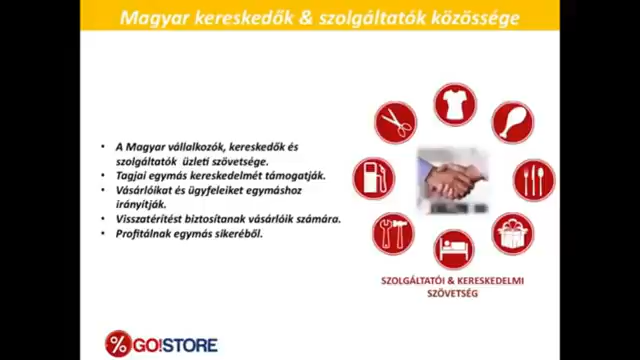 Magyar kereskedők & szolgáltatók közössége
• A Magyar vállalkozók, kereskedők és
szolgáltatók üzleti szövetsége.
• Tagjai egymás kereskedelmét támogatják.
• Vásárlóikat és ügyfeleiket egymáshoz
irányítják.
• Visszatérítést biztosítanak vásárlóik számára.
• Profitálnak egymás sikeréből.
SZOLGÁLTATÓI & KERESKEDELMI
SZÖVETSÉG
% GO!STORE